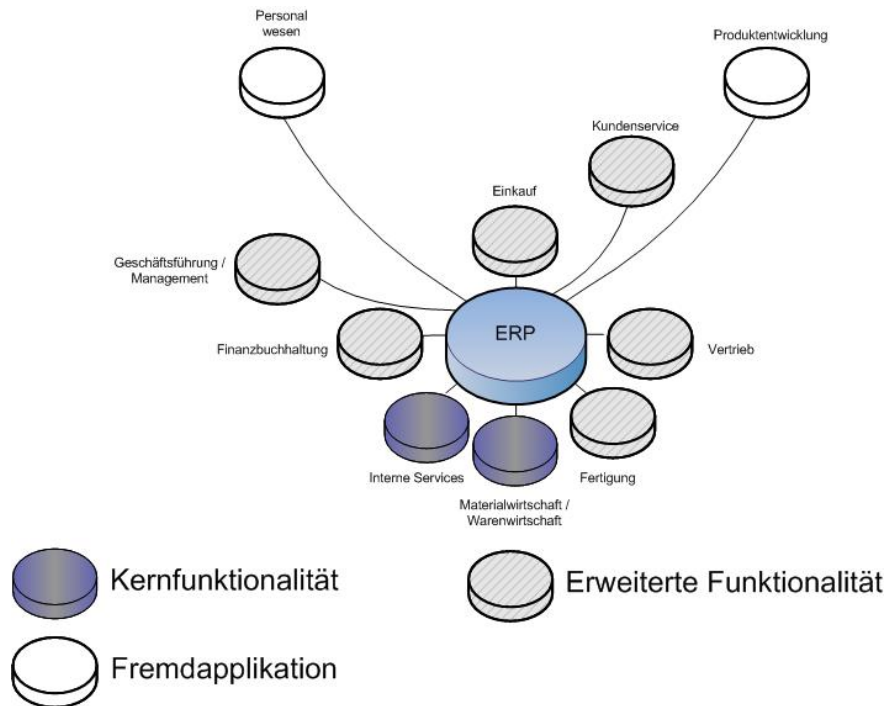 Personal
wesen
Produktentwicklung
Kundenservice
Einkauf
Geschäftsführung /
Management
ERP
Finanzbuchhaltung
Vertrieb
Interne Services
Fertigung
Materialwirtschaft /
Warenwirtschaft
Kernfunktionalität
Erweiterte Funktionalität
Fremdapplikation